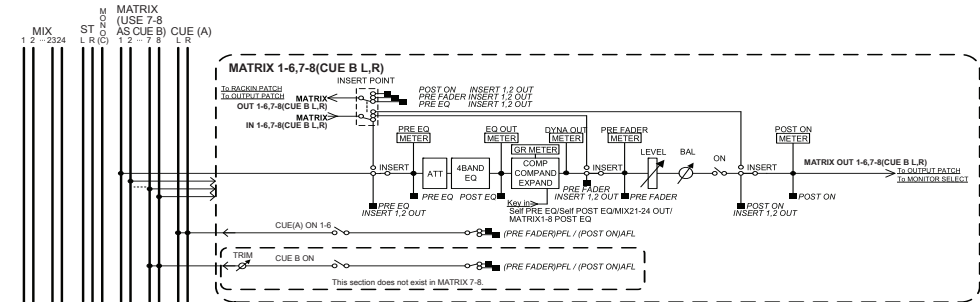 MIX
1 2 ··· 23 24
ST
L R
MONO
(C)
MATRIX
(USE 7-8
AS CUE B)
1 2 ··· 7 8
CUE (A)
L R
MATRIX 1-6,7-8(CUE B L,R)
INSERT POINT
To RACKIN PATCH
To OUTPUT PATCH
MATRIX
OUT 1-6,7-8(CUE B L,R)
MATRIX
IN 1-6,7-8(CUE B L,R)
POST ON INSERT 1,2 OUT
PRE FADER INSERT 1,2 OUT
PRE EQ INSERT 1,2 OUT
PRE EQ
METER
EQ OUT
METER
DYNA OUT
METER
PRE FADER
METER
POST ON
METER
GR METER
INSERT
ATT
4BAND
EQ
COMP
COMPAND
EXPAND
INSERT
LEVEL
BAL
ON
INSERT
MATRIX OUT 1-6,7-8(CUE B L,R)
To OUTPUT PATCH
To MONITOR SELECT
PRE EQ
INSERT 1,2 OUT
PRE EQ
POST EQ
Key in
Self PRE EQ/Self POST EQ/MIX21-24 OUT/
MATRIX1-8 POST EQ
PRE FADER
INSERT 1,2 OUT
PRE FADER
POST ON
INSERT 1,2 OUT
POST ON
CUE(A) ON 1-6
(PRE FADER)PFL / (POST ON)AFL
TRIM
CUE B ON
(PRE FADER)PFL / (POST ON)AFL
This section does not exist in MATRIX 7-8.